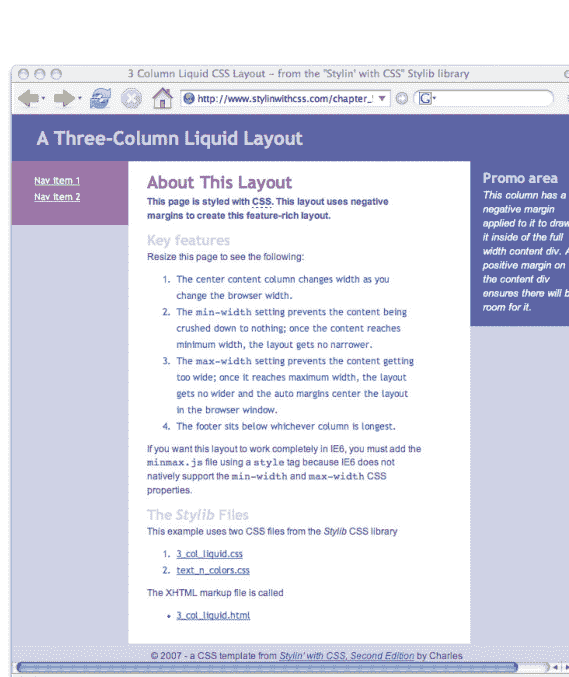 3 Column Liquid CSS Layout – from the "Stylin' with CSS" Stylib library
http://www.stylinwithcss.com/chapter_
A Three-Column Liquid Layout
Nav Item 1
Nav Item 2
About This Layout
This page is styled with CSS. This layout uses negative
margins to create this feature-rich layout.
Key features
Resize this page to see the following:
1. The center content column changes width as you
change the browser width.
2. The min-width setting prevents the content being
crushed down to nothing; once the content reaches
minimum width, the layout gets no narrower.
3. The max-width setting prevents the content getting
too wide; once it reaches maximum width, the layout
gets no wider and the auto margins center the layout
in the browser window.
4. The footer sits below whichever column is longest.
If you want this layout to work completely in IE6, you must add the
minmax.js file using a style tag because IE6 does not
natively support the min-width and max-width CSS
properties.
The Stylib Files
This example uses two CSS files from the Stylib CSS library
1. 3_col_liquid.css
2. text_n_colors.css
The XHTML markup file is called
• 3_col_liquid.html
Promo area
This column has a
negative margin
applied to it to draw
it inside of the full
width content div. A
positive margin on
the content div
ensures there will b
room for it.
© 2007 - a CSS template from Stylin' with CSS, Second Edition by Charles